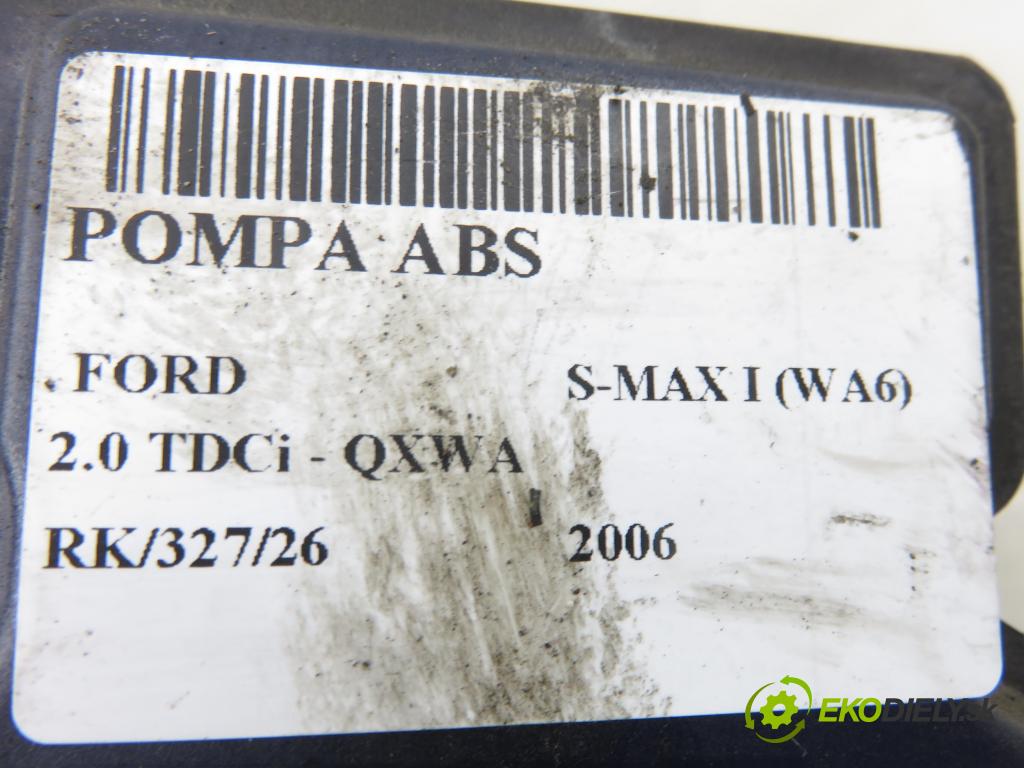 POMPA ABS
FORD S-MAX I (WA6)
2.0 TDCi - QXWA
RK/327/26 2006
EKODIELY.sk